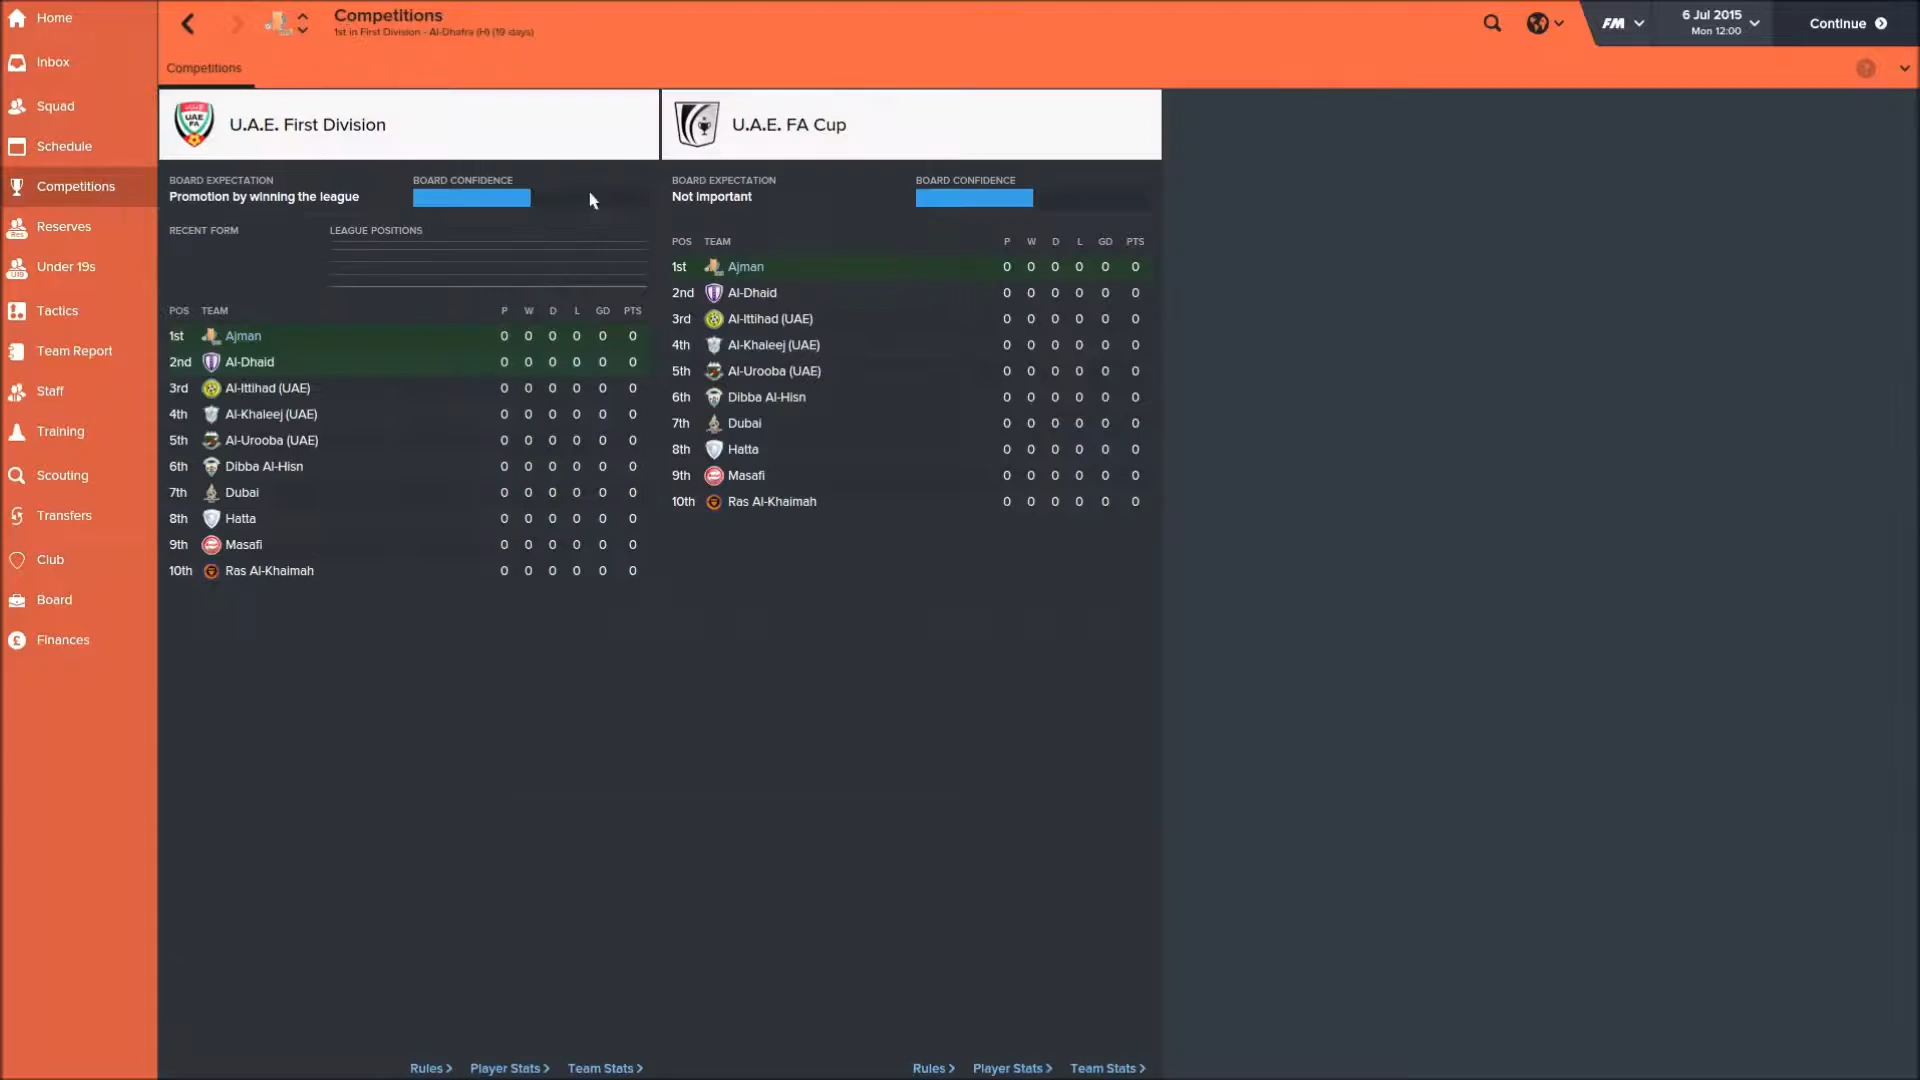 Home
Inbox
Squad
Schedule
Competitions
Reserves
Under 19s
Tactics
Team Report
Staff
Training
Scouting
Transfers
Club
Board
Finances
Competitions
1st in First Division - Al-Dhafra (H) (19 days)
FM
6 Jul 2015
Mon 12:00
Continue
Competitions
U.A.E. First Division
BOARD EXPECTATION BOARD CONFIDENCE
Promotion by winning the league
RECENT FORM LEAGUE POSITIONS
POS TEAM P W D L GD PTS
1st Ajman 0 0 0 0 0 0
2nd Al-Dhaid 0 0 0 0 0 0
3rd Al-Ittihad (UAE) 0 0 0 0 0 0
4th Al-Khaleej (UAE) 0 0 0 0 0 0
5th Al-Urooba (UAE) 0 0 0 0 0 0
6th Dibba Al-Hisn 0 0 0 0 0 0
7th Dubai 0 0 0 0 0 0
8th Hatta 0 0 0 0 0 0
9th Masafi 0 0 0 0 0 0
10th Ras Al-Khaimah 0 0 0 0 0 0
Rules Player Stats Team Stats
U.A.E. FA Cup
BOARD EXPECTATION BOARD CONFIDENCE
Not important
POS TEAM P W D L GD PTS
1st Ajman 0 0 0 0 0 0
2nd Al-Dhaid 0 0 0 0 0 0
3rd Al-Ittihad (UAE) 0 0 0 0 0 0
4th Al-Khaleej (UAE) 0 0 0 0 0 0
5th Al-Urooba (UAE) 0 0 0 0 0 0
6th Dibba Al-Hisn 0 0 0 0 0 0
7th Dubai 0 0 0 0 0 0
8th Hatta 0 0 0 0 0 0
9th Masafi 0 0 0 0 0 0
10th Ras Al-Khaimah 0 0 0 0 0 0
Rules Player Stats Team Stats